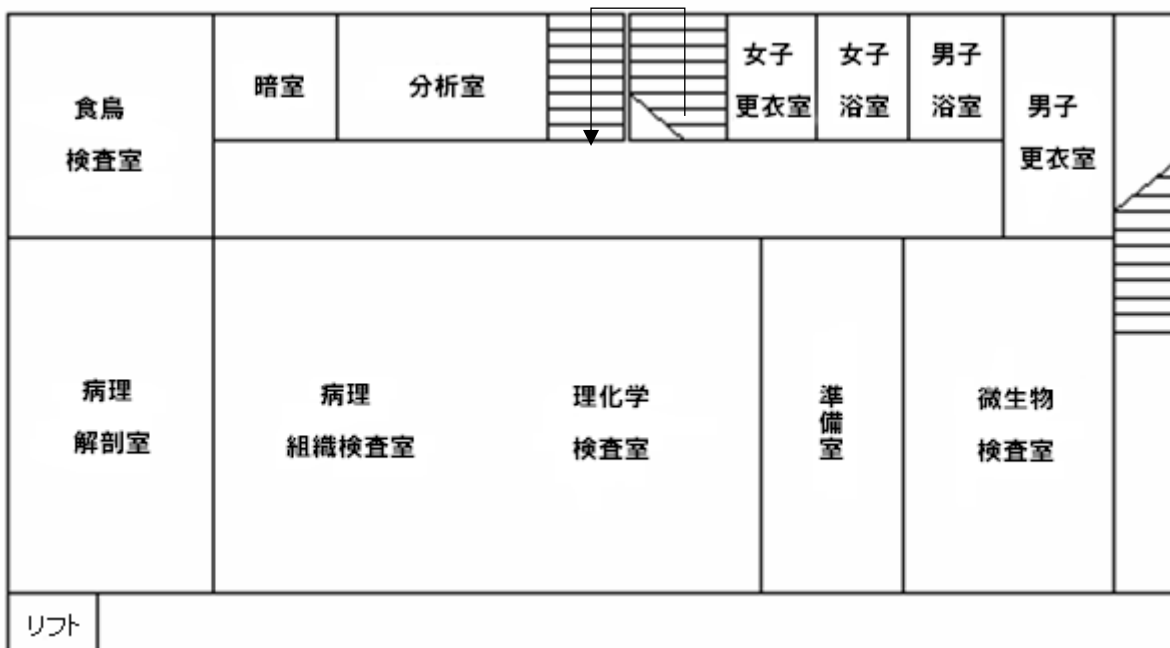 食鳥
検査室
暗室
分析室
女子
更衣室
女子
浴室
男子
浴室
男子
更衣室
病理
解剖室
病理
組織検査室
理化学
検査室
準備室
微生物
検査室
リフト